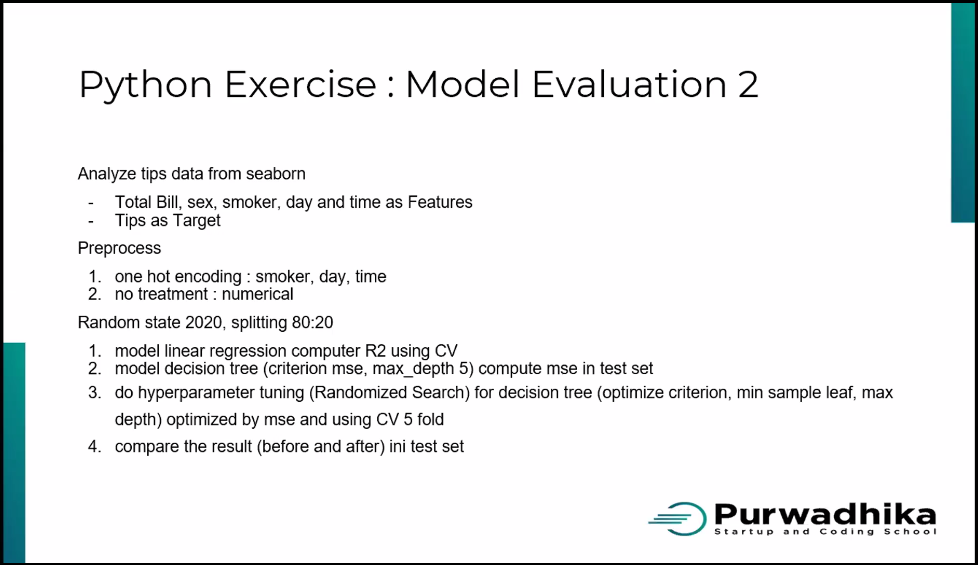 Python Exercise : Model Evaluation 2
Analyze tips data from seaborn
- Total Bill, sex, smoker, day and time as Features
- Tips as Target
Preprocess
1. one hot encoding : smoker, day, time
2. no treatment : numerical
Random state 2020, splitting 80:20
1. model linear regression computer R2 using CV
2. model decision tree (criterion mse, max_depth 5) compute mse in test set
3. do hyperparameter tuning (Randomized Search) for decision tree (optimize criterion, min sample leaf, max
depth) optimized by mse and using CV 5 fold
4. compare the result (before and after) ini test set
Purwadhika
Startup and Coding School